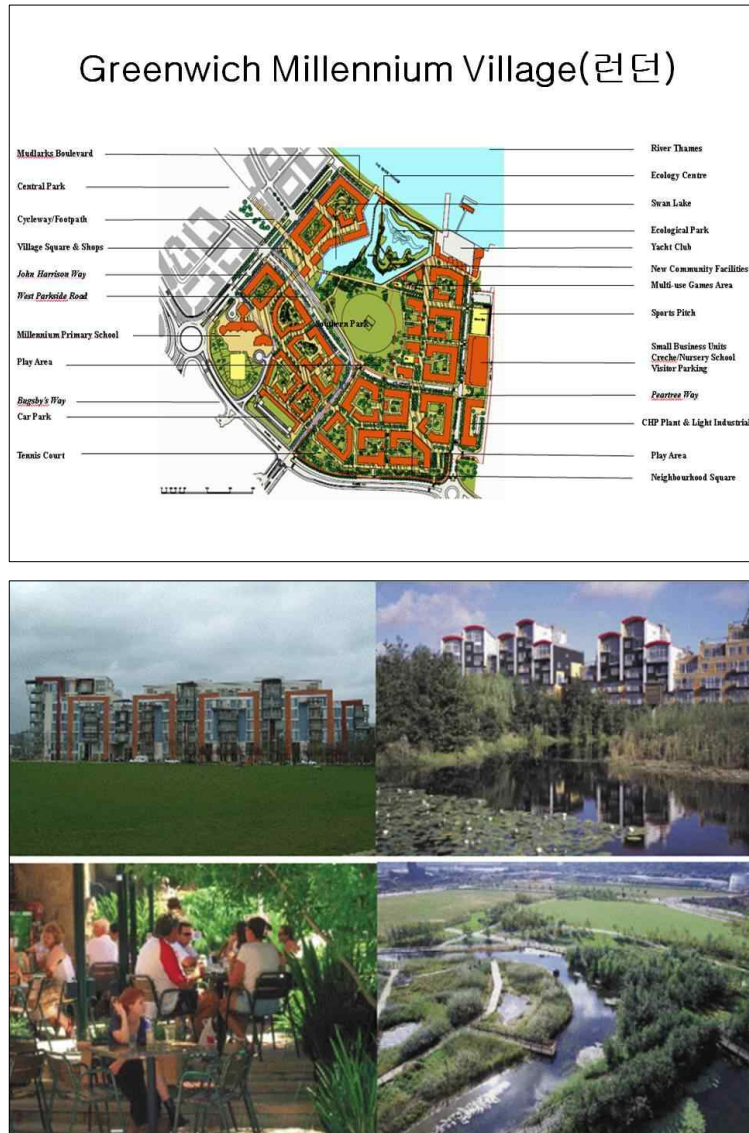 Greenwich Millennium Village(런던)
Mudlarks Boulevard
Central Park
Cycleway/Footpath
Village Square & Shops
John Harrison Way
West Parkside Road
Millennium Primary School
Play Area
Bugsby's Way
Car Park
Tennis Court
Southern Park
River Thames
Ecology Centre
Swan Lake
Ecological Park
Yacht Club
New Community Facilities
Multi-use Games Area
Sports Pitch
Small Business Units
Creche/Nursery School
Visitor Parking
Peartree Way
CHP Plant & Light Industrial
Play Area
Neighbourhood Square